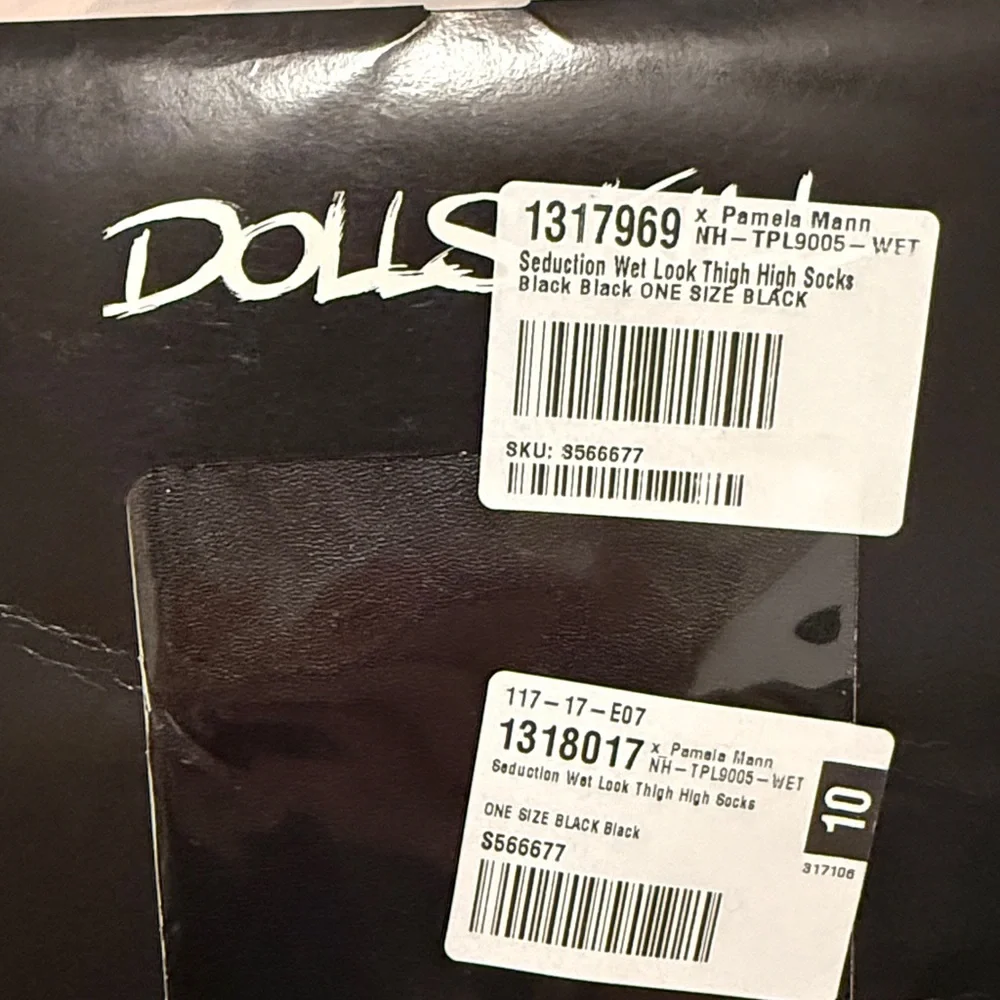 DOLLS
1317969 x Pamela Mann
NH-TPL9005-WET
Seduction Wet Look Thigh High Socks
Black Black ONE SIZE BLACK
SKU: S566677
117-17-E07
1318017 x Pamela Mann
NH-TPL9005-WET
Seduction Wet Look Thigh High Socks
10
ONE SIZE BLACK Black
S566677
317106